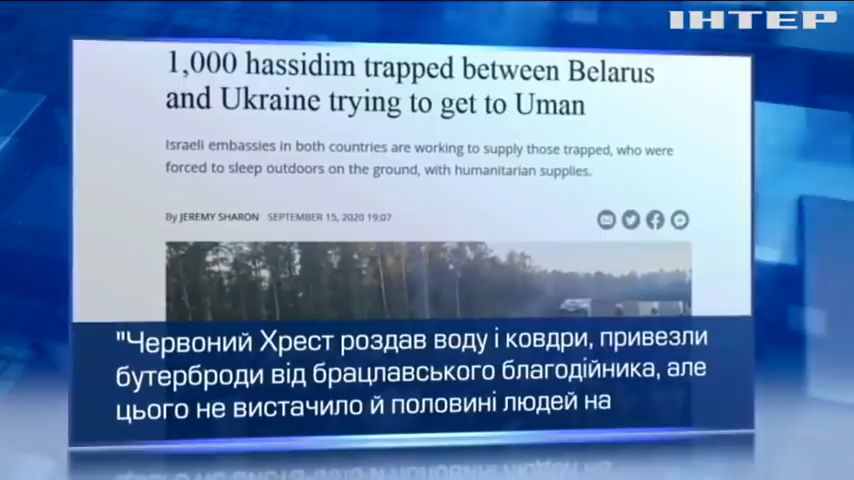 ІНТЕР
1,000 hassidim trapped between Belarus
and Ukraine trying to get to Uman
Israeli embassies in both countries are working to supply those trapped, who were
forced to sleep outdoors on the ground, with humanitarian supplies.
By JEREMY SHARON SEPTEMBER 15, 2020 19:07
"Червоний Хрест роздав воду і ковдри, привезли
бутерброди від брацлавського благодійника, але
цього не вистачило й половині людей на